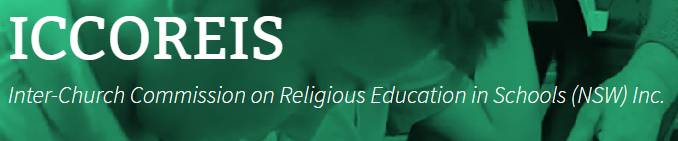 ICCOREIS
Inter-Church Commission on Religious Education in Schools (NSW) Inc.